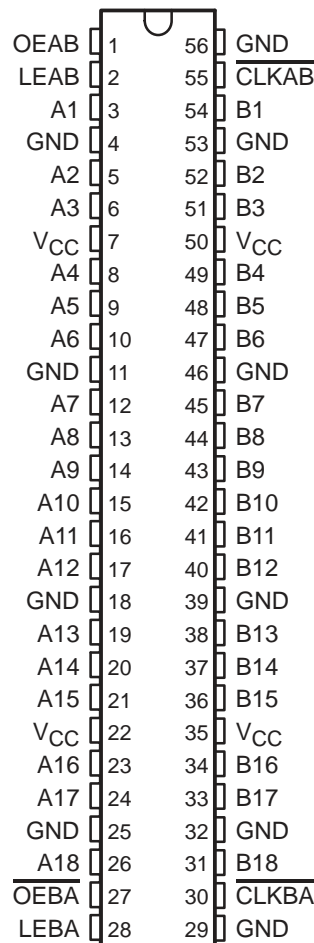 OEAB 1 56 GND
LEAB 2 55 CLKAB
A1 3 54 B1
GND 4 53 GND
A2 5 52 B2
A3 6 51 B3
VCC 7 50 VCC
A4 8 49 B4
A5 9 48 B5
A6 10 47 B6
GND 11 46 GND
A7 12 45 B7
A8 13 44 B8
A9 14 43 B9
A10 15 42 B10
A11 16 41 B11
A12 17 40 B12
GND 18 39 GND
A13 19 38 B13
A14 20 37 B14
A15 21 36 B15
VCC 22 35 VCC
A16 23 34 B16
A17 24 33 B17
GND 25 32 GND
A18 26 31 B18
OEBA 27 30 CLKBA
LEBA 28 29 GND